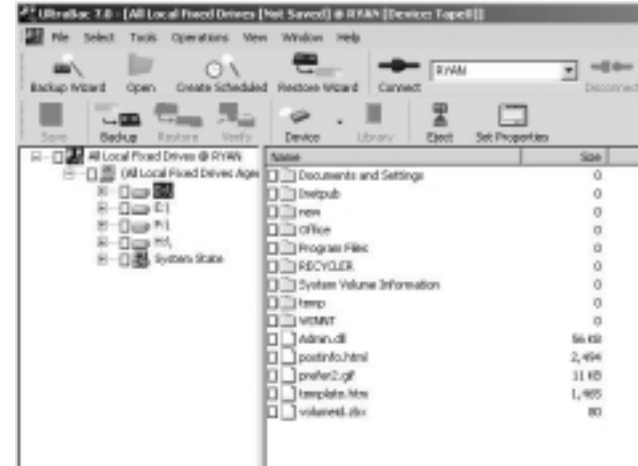 UltraBac 7.0 - [All Local Fixed Drives [Not Saved] @ RYAN [Device: Tape0]]
File Select Tools Operations View Window Help
Backup Wizard Open Create Scheduled Restore Wizard Connect RYAN Disconnect
Save Backup Restore Verify Device Library Eject Set Properties
All Local Fixed Drives @ RYAN
(All Local Fixed Drives Agen
System State
Name Size
Documents and Settings 0
Inetpub 0
new 0
Office 0
Program Files 0
RECYCLER 0
System Volume Information 0
temp 0
WINNT 0
Admin.dll 56 KB
postinfo.html 2,494
prefer2.gif 11 KB
template.htm 1,465
volumeid.zbx 80